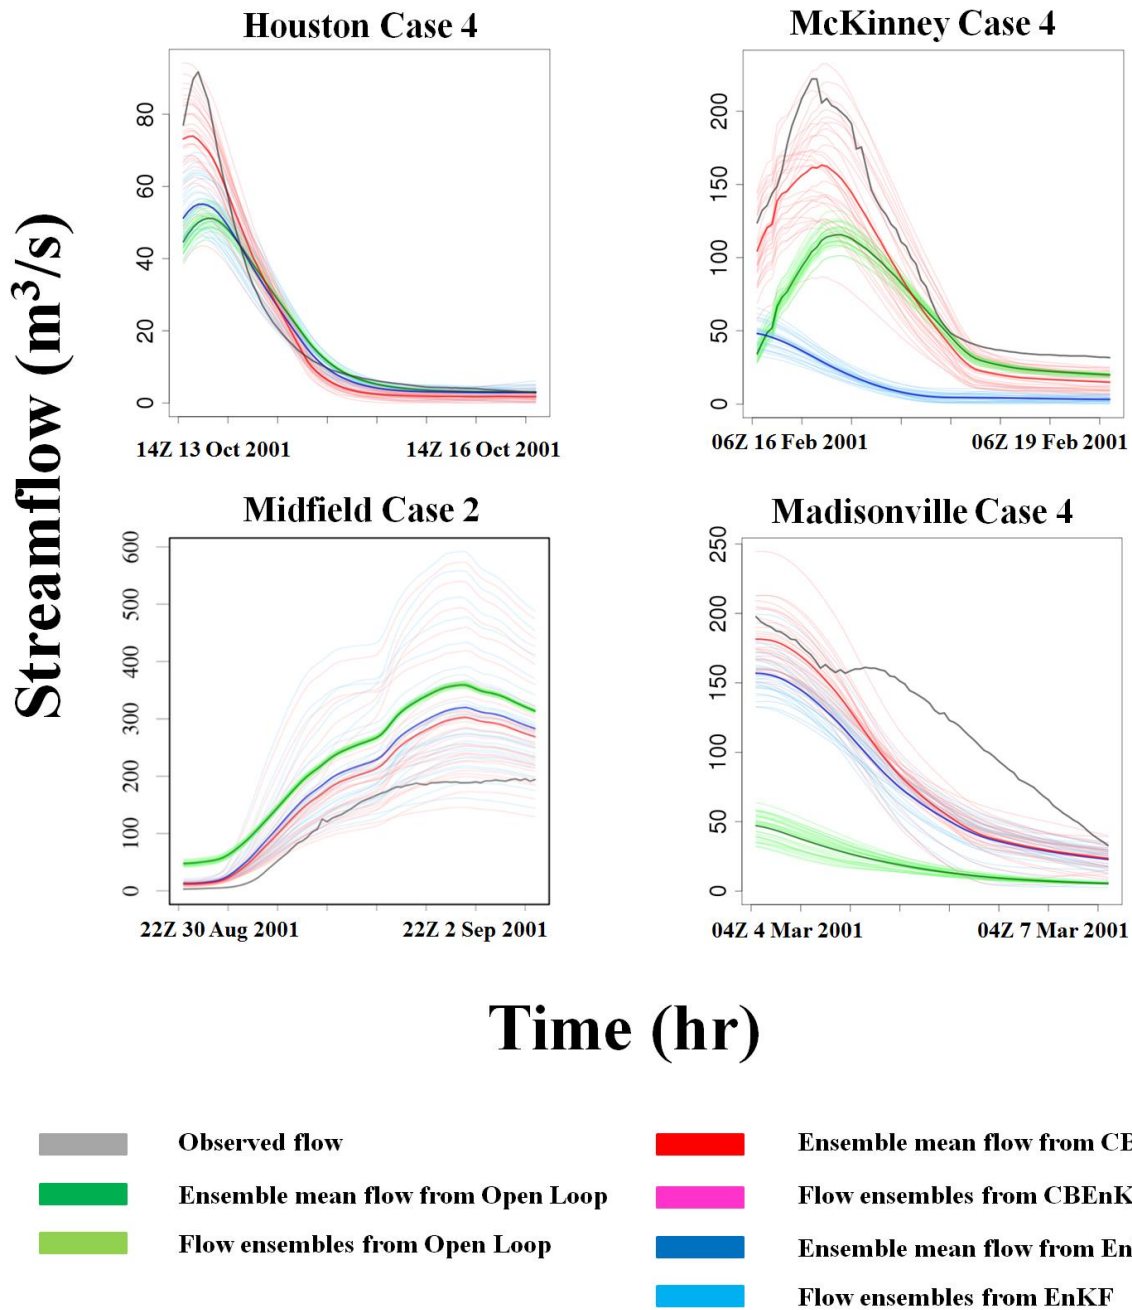 Houston Case 4
McKinney Case 4
Streamflow (m³/s)
0 20 40 60 80
14Z 13 Oct 2001 14Z 16 Oct 2001
0 50 100 150 200
06Z 16 Feb 2001 06Z 19 Feb 2001
Midfield Case 2
Madisonville Case 4
0 100 200 300 400 500 600
22Z 30 Aug 2001 22Z 2 Sep 2001
0 50 100 150 200 250
04Z 4 Mar 2001 04Z 7 Mar 2001
Time (hr)
Observed flow
Ensemble mean flow from Open Loop
Flow ensembles from Open Loop
Ensemble mean flow from CB
Flow ensembles from CBEnK
Ensemble mean flow from En
Flow ensembles from EnKF